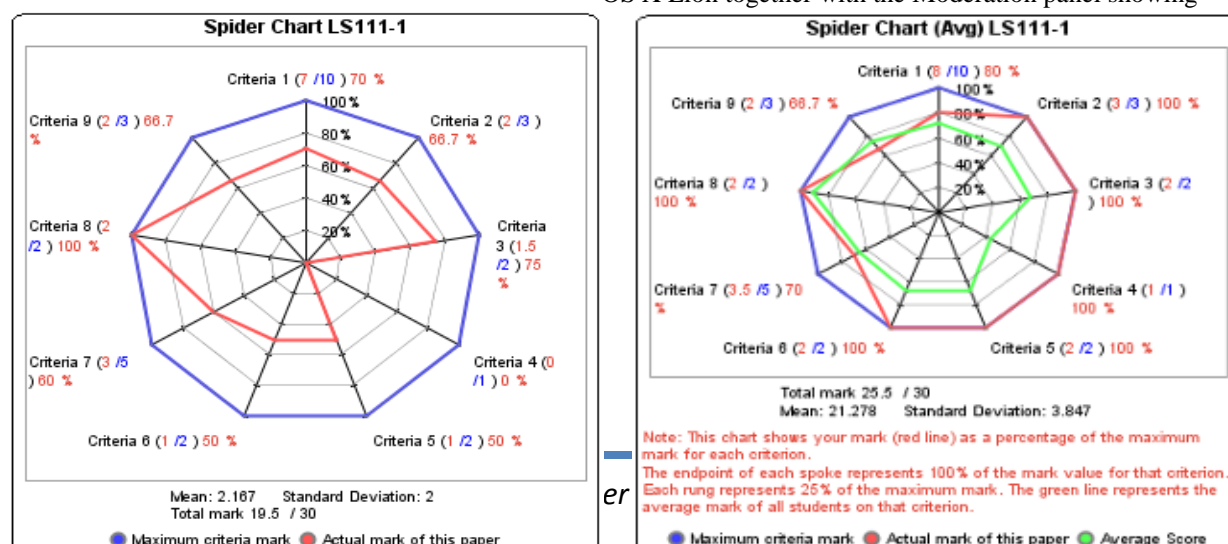 OS X Lion together with the Moderation panel showing
Spider Chart LS111-1
Criteria 1 (7 /10 ) 70 %
100%
80%
60%
40%
20%
Criteria 2 (2 /3 )
66.7 %
Criteria
3 (1.5
/2 ) 75
%
Criteria 4 (0
/1 ) 0 %
Criteria 5 (1 /2 ) 50 %
Criteria 6 (1 /2 ) 50 %
Criteria 7 (3 /5
) 60 %
Criteria 8 (2
/2 ) 100 %
Criteria 9 (2 /3 ) 66.7
%
Mean: 2.167 Standard Deviation: 2
Total mark 19.5 / 30
Maximum criteria mark Actual mark of this paper
er
Spider Chart (Avg) LS111-1
Criteria 1 (8 /10 ) 80 %
100%
80%
60%
40%
20%
Criteria 2 (3 /3 ) 100 %
Criteria 3 (2 /2
) 100 %
Criteria 4 (1 /1 )
100 %
Criteria 5 (2 /2 ) 100 %
Criteria 6 (2 /2 ) 100 %
Criteria 7 (3.5 /5 ) 70
%
Criteria 8 (2 /2 )
100 %
Criteria 9 (2 /3 ) 66.7 %
Total mark 25.5 / 30
Mean: 21.278 Standard Deviation: 3.847
Note: This chart shows your mark (red line) as a percentage of the maximum
mark for each criterion.
The endpoint of each spoke represents 100% of the mark value for that criterion.
Each rung represents 25% of the maximum mark. The green line represents the
average mark of all students on that criterion.
Maximum criteria mark Actual mark of this paper Average Score